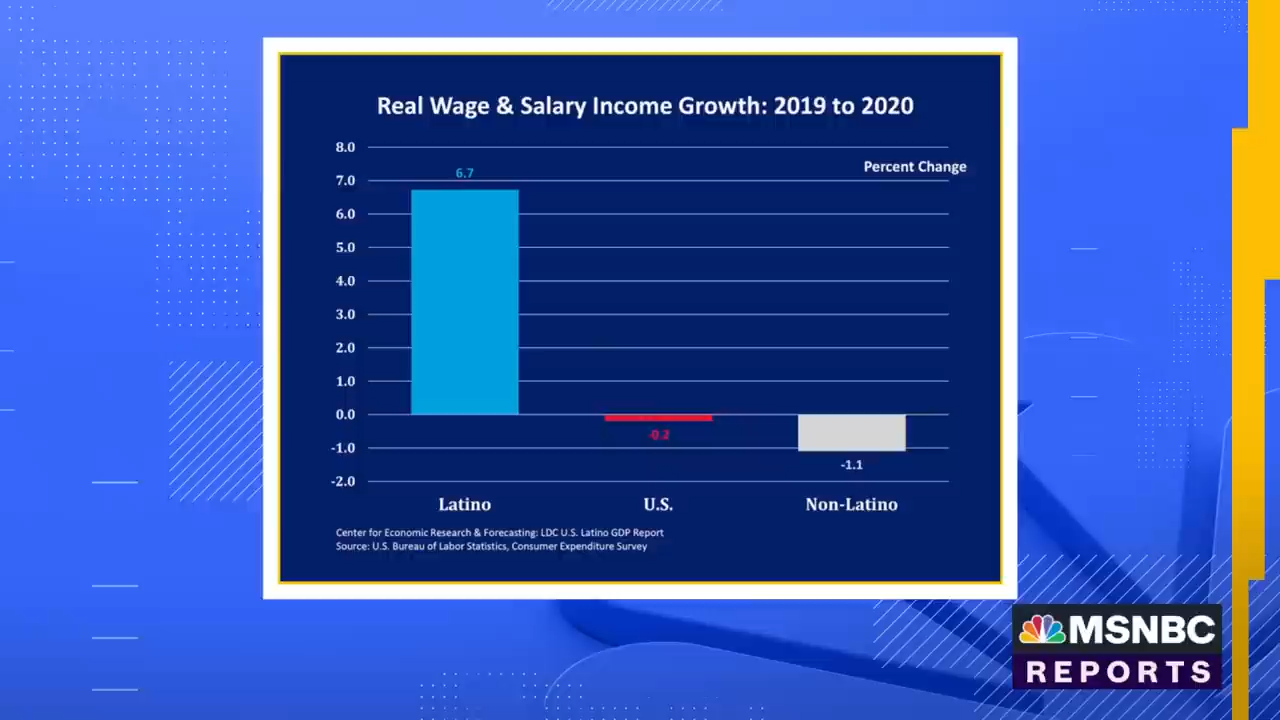 Real Wage & Salary Income Growth: 2019 to 2020
8.0
Percent Change
7.0
6.7
6.0
5.0
4.0
3.0
2.0
1.0
0.0
-0.2
-1.0
-1.1
-2.0
Latino U.S. Non-Latino
Center for Economic Research & Forecasting: LDC U.S. Latino GDP Report
Source: U.S. Bureau of Labor Statistics, Consumer Expenditure Survey
MSNBC
REPORTS